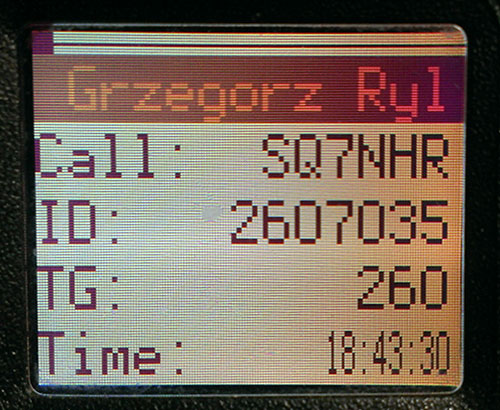 Grzegorz Ryl
Call: SQ7NHR
ID: 2607035
TG: 260
Time: 18:43:30